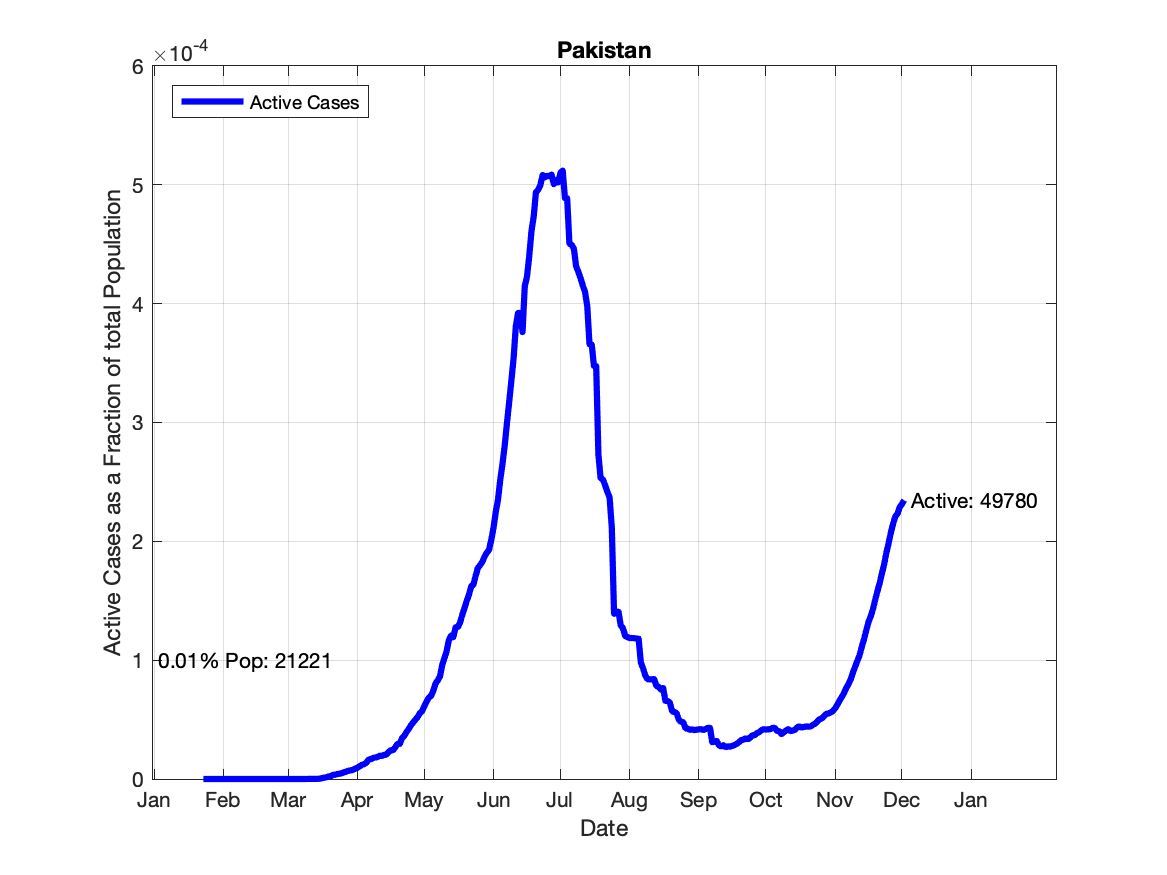 Pakistan
×10⁻⁴
Active Cases
6
5
4
3
2
1
0
Active Cases as a Fraction of total Population
0.01% Pop: 21221
Active: 49780
Jan Feb Mar Apr May Jun Jul Aug Sep Oct Nov Dec Jan
Date